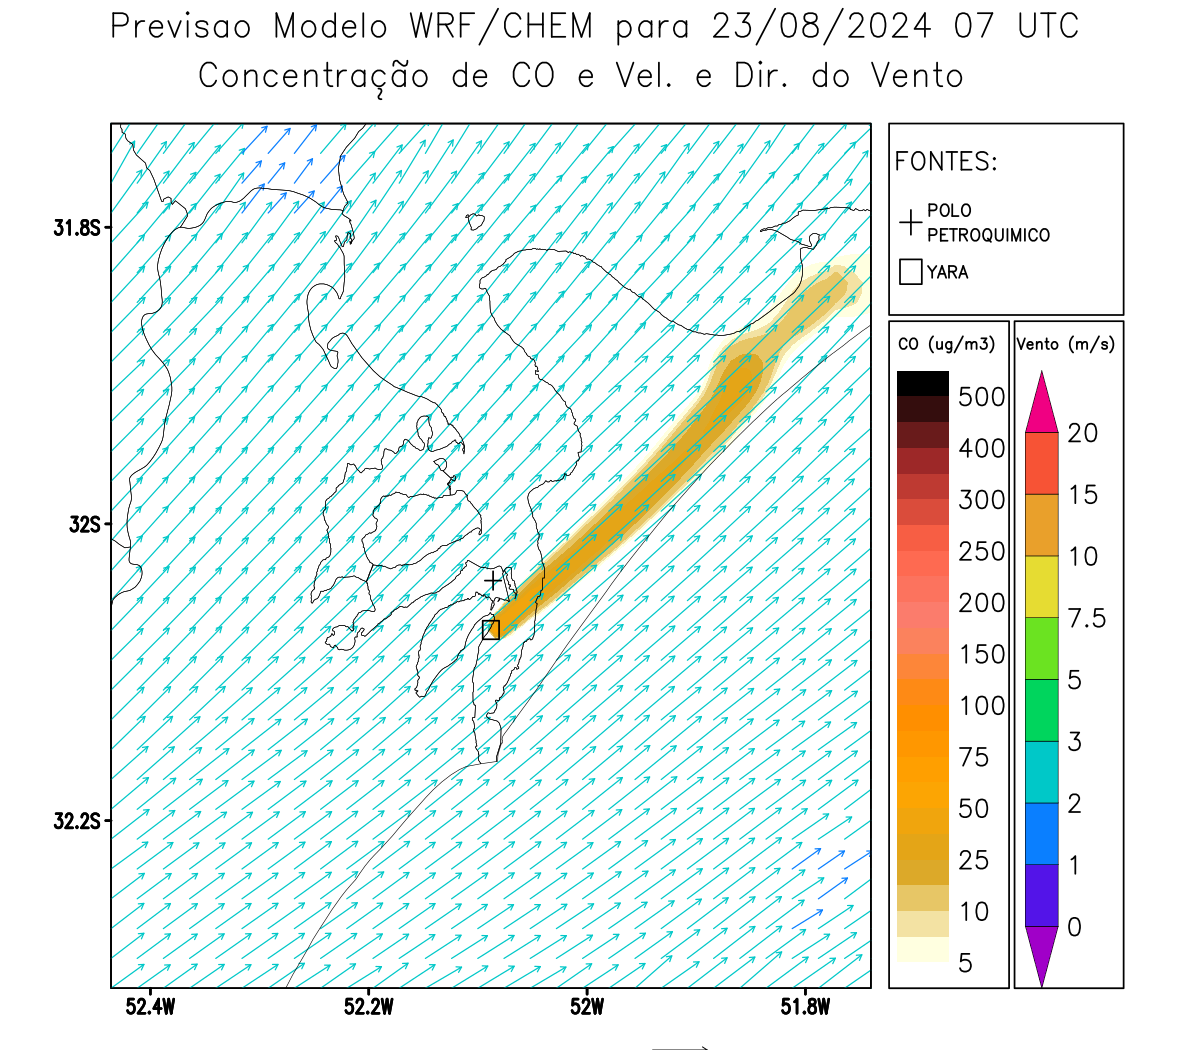 Previsao Modelo WRF/CHEM para 23/08/2024 07 UTC
Concentração de CO e Vel. e Dir. do Vento
FONTES:
POLO
PETROQUIMICO
YARA
CO (ug/m3)
500
400
300
250
200
150
100
75
50
25
10
5
Vento (m/s)
20
15
10
7.5
5
3
2
1
0
31.8S
32S
32.2S
52.4W
52.2W
52W
51.8W